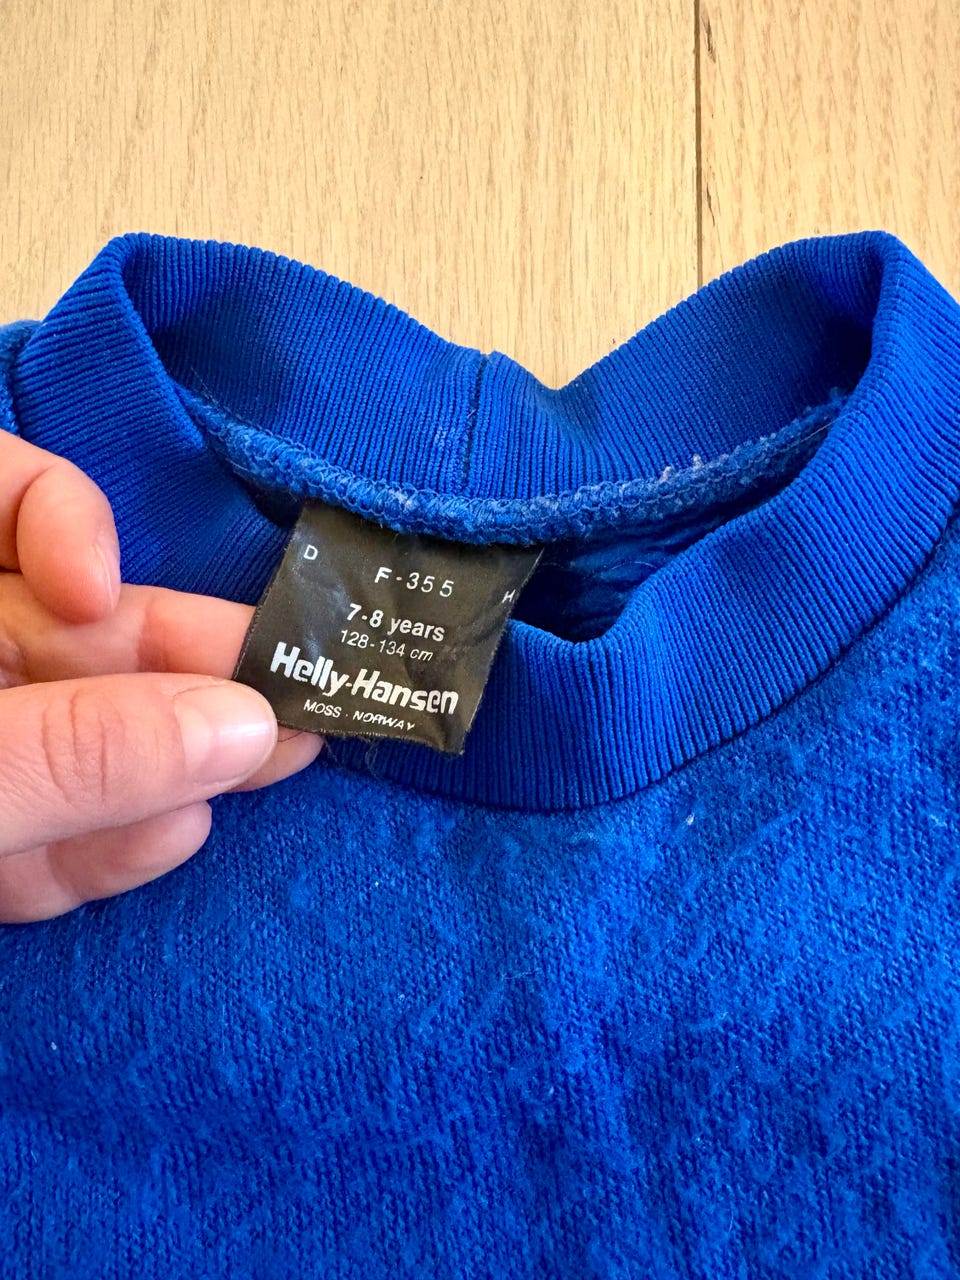 D
F-355
H
7-8 years
128-134 cm
Helly-Hansen
MOSS · NORWAY